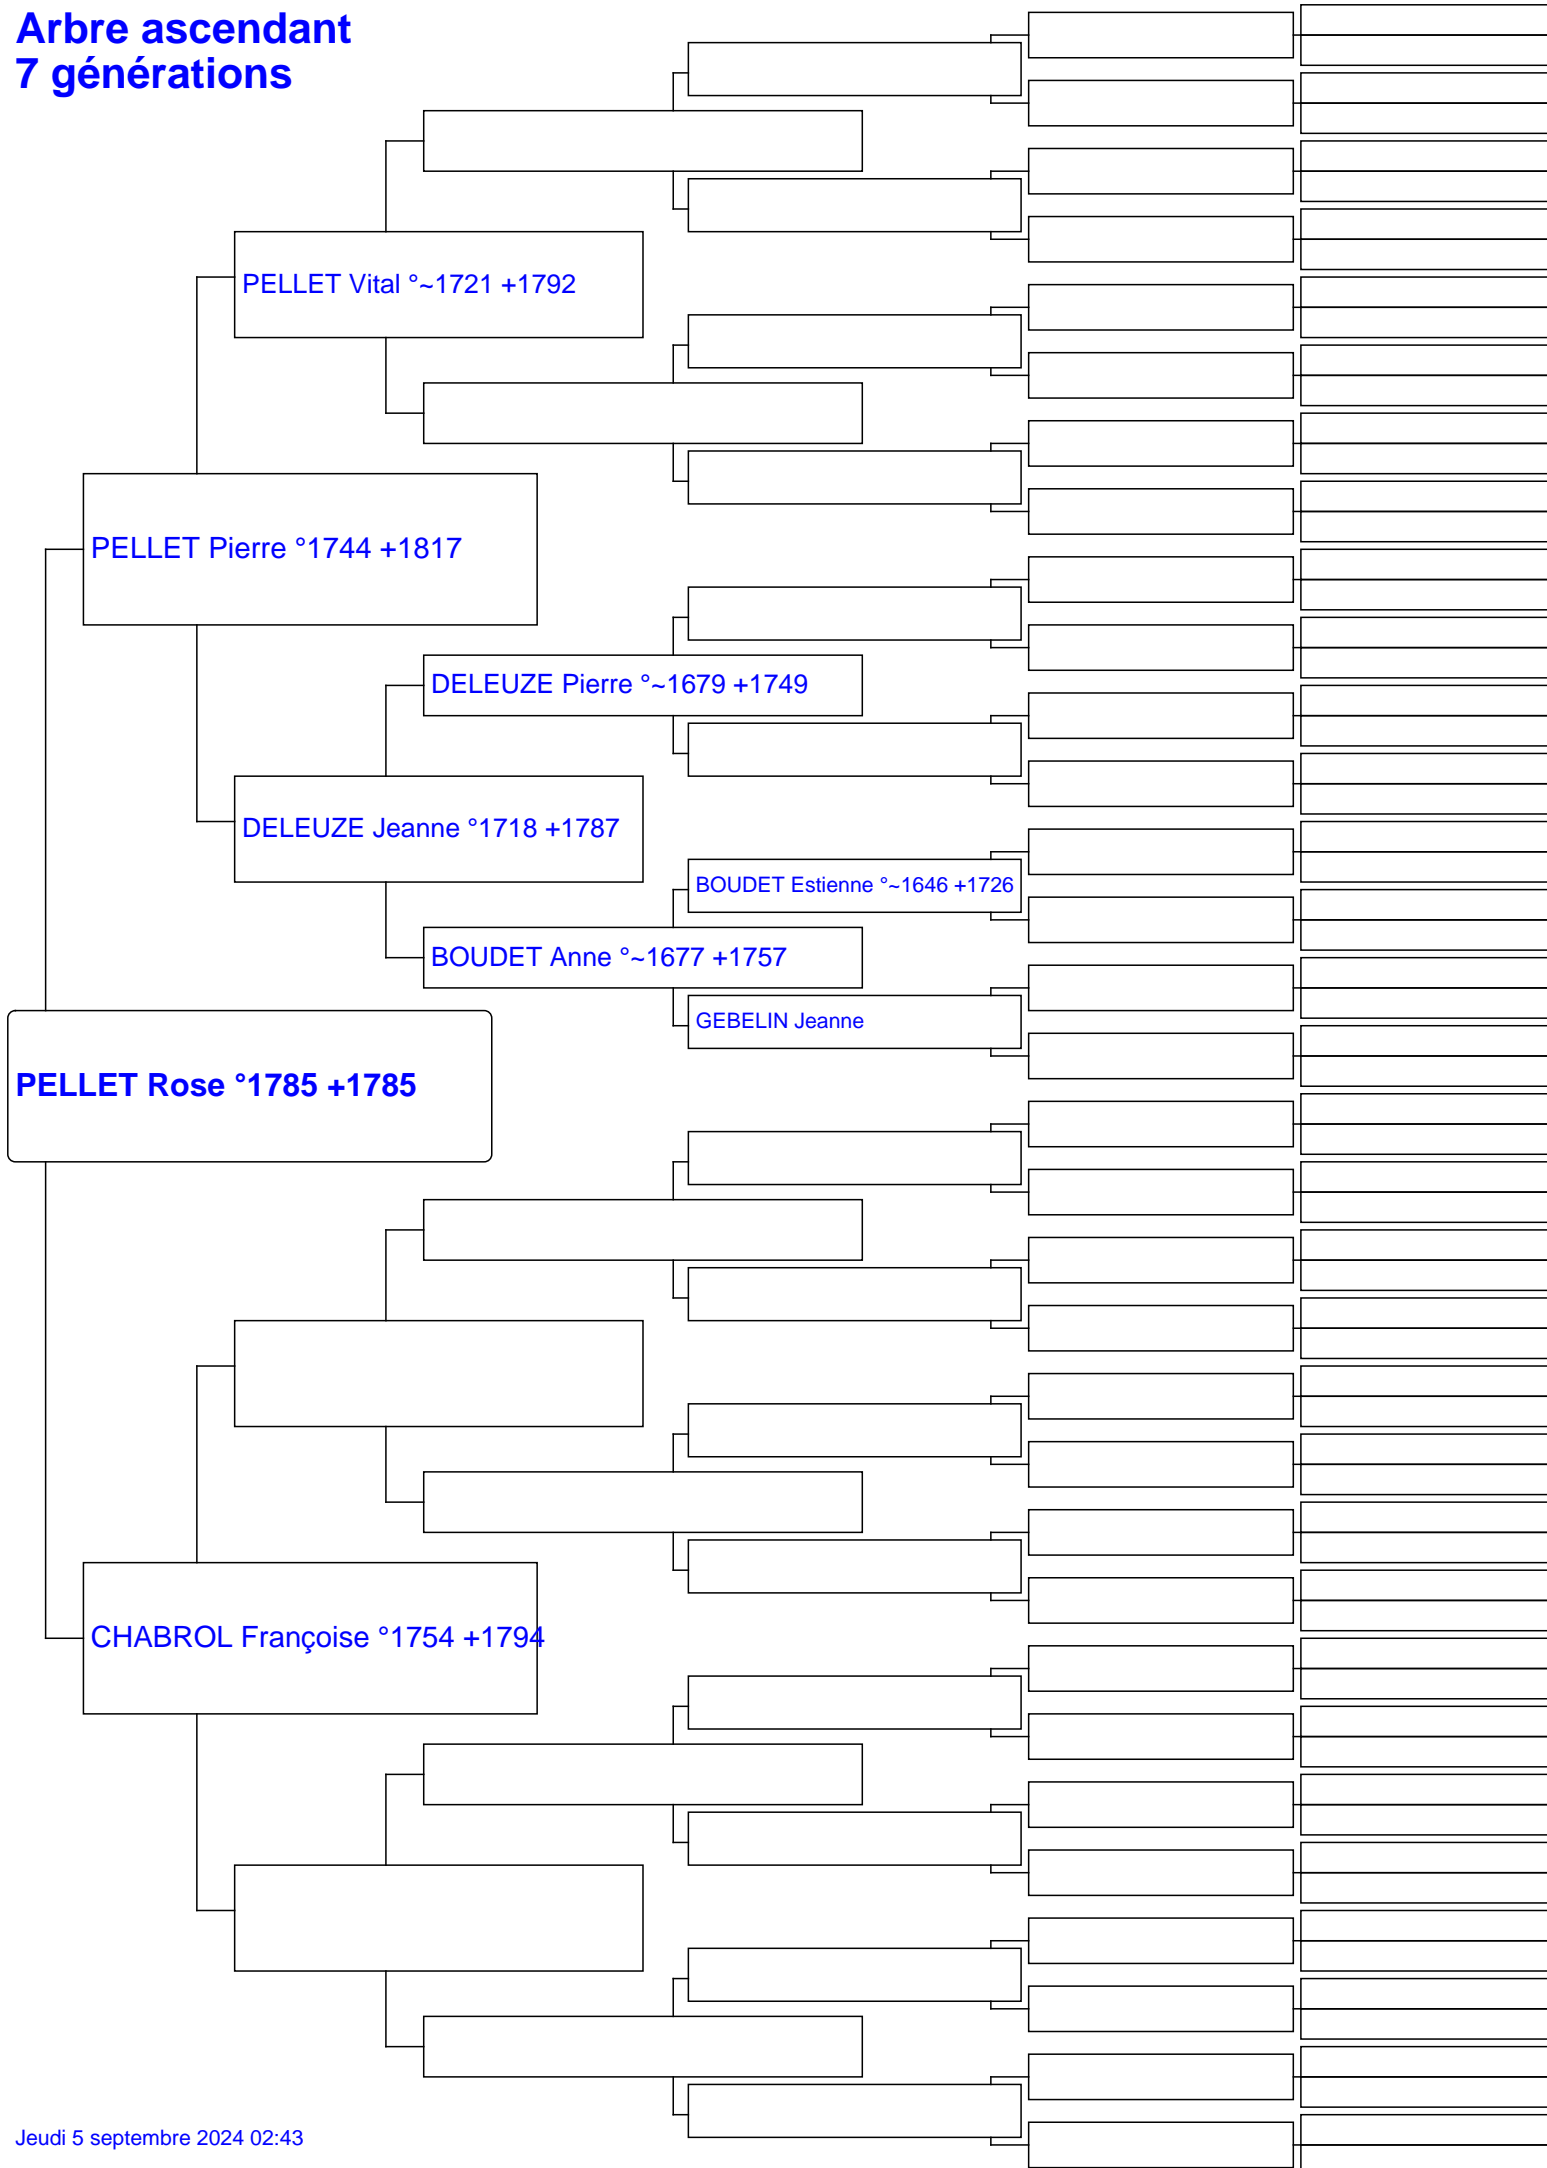 Arbre ascendant
7 générations
PELLET Vital °~1721 +1792
PELLET Pierre °1744 +1817
DELEUZE Pierre °~1679 +1749
DELEUZE Jeanne °1718 +1787
BOUDET Estienne °~1646 +1726
BOUDET Anne °~1677 +1757
GEBELIN Jeanne
PELLET Rose °1785 +1785
CHABROL Françoise °1754 +1794
Jeudi 5 septembre 2024 02:43